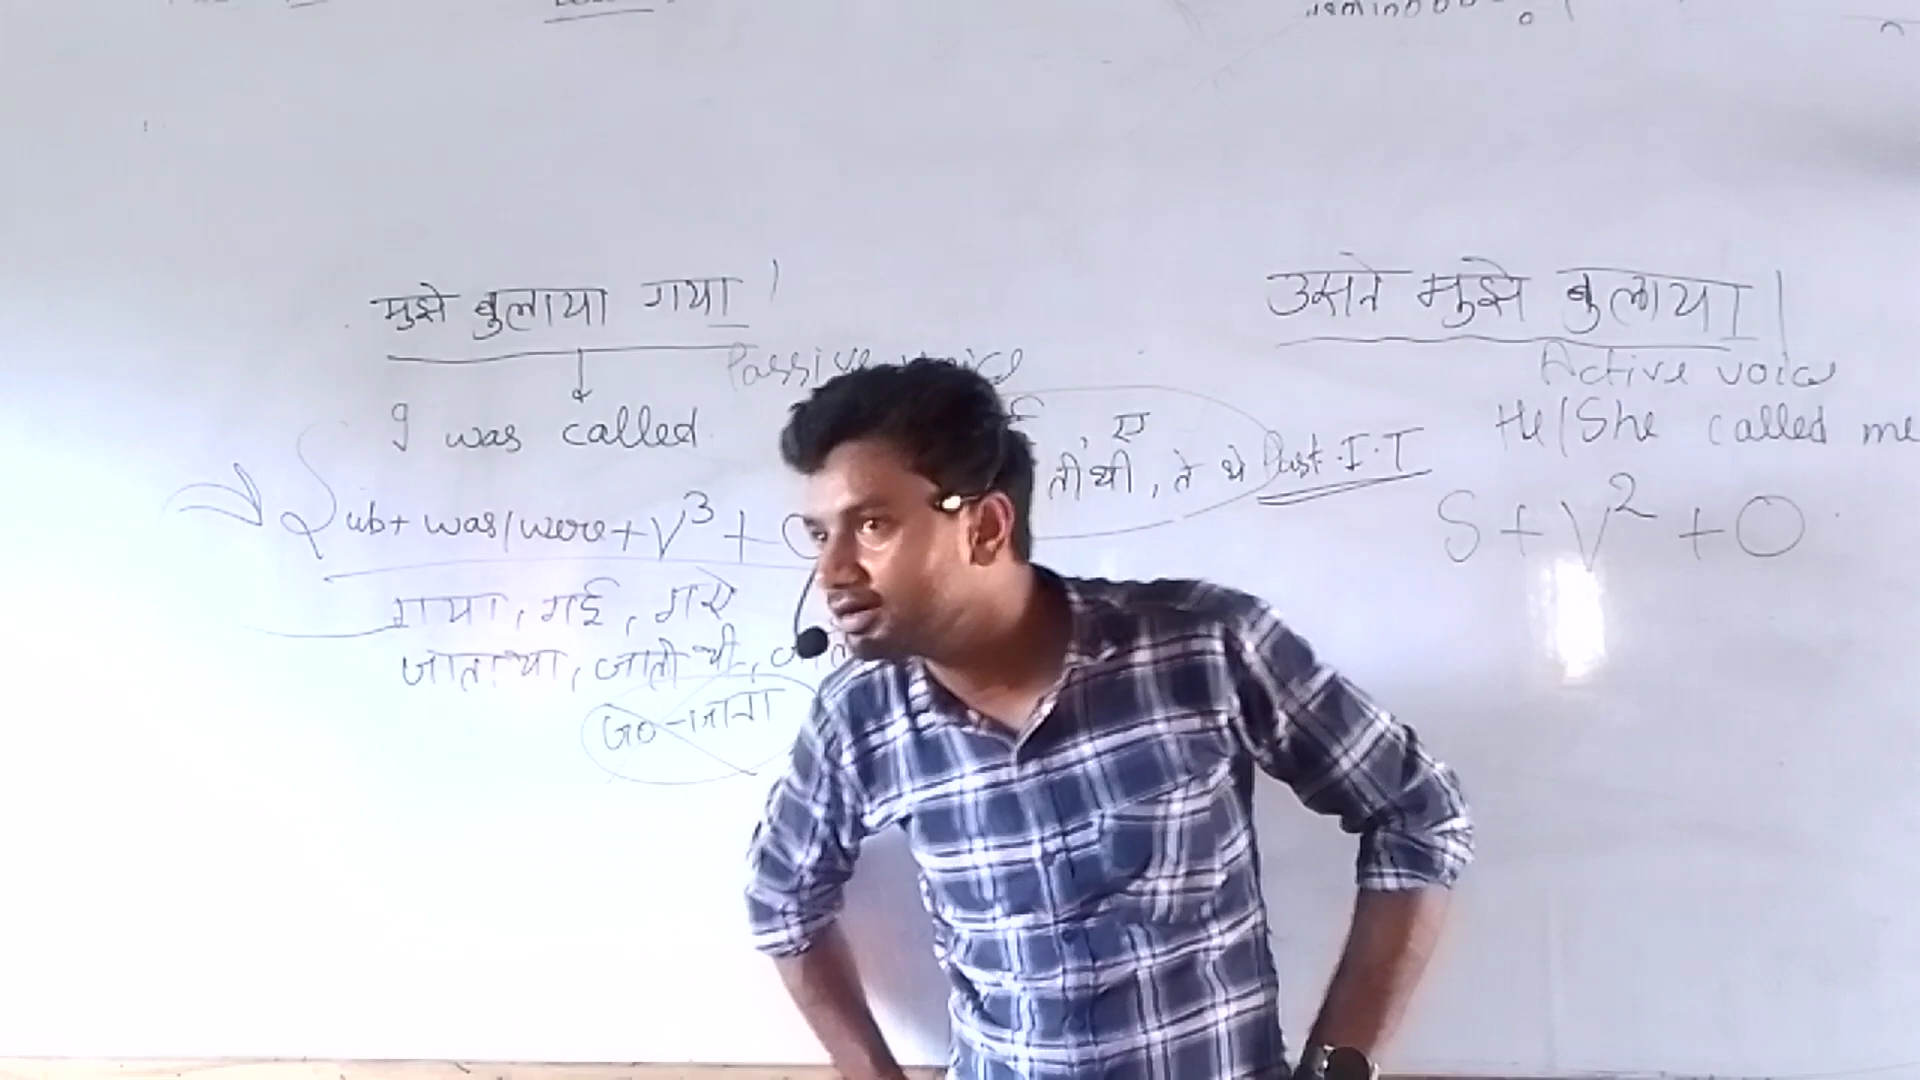 मुझे बुलाया गया।
Passive voice
I was called.
Sub+ was/were+V3+
गया, गई, गए
जाता था, जाती थी,
Go-जाना
ए
ती थी, ते थे Past.I.T
उसने मुझे बुलाया।
Active voice
He/She called me
S+V2+O